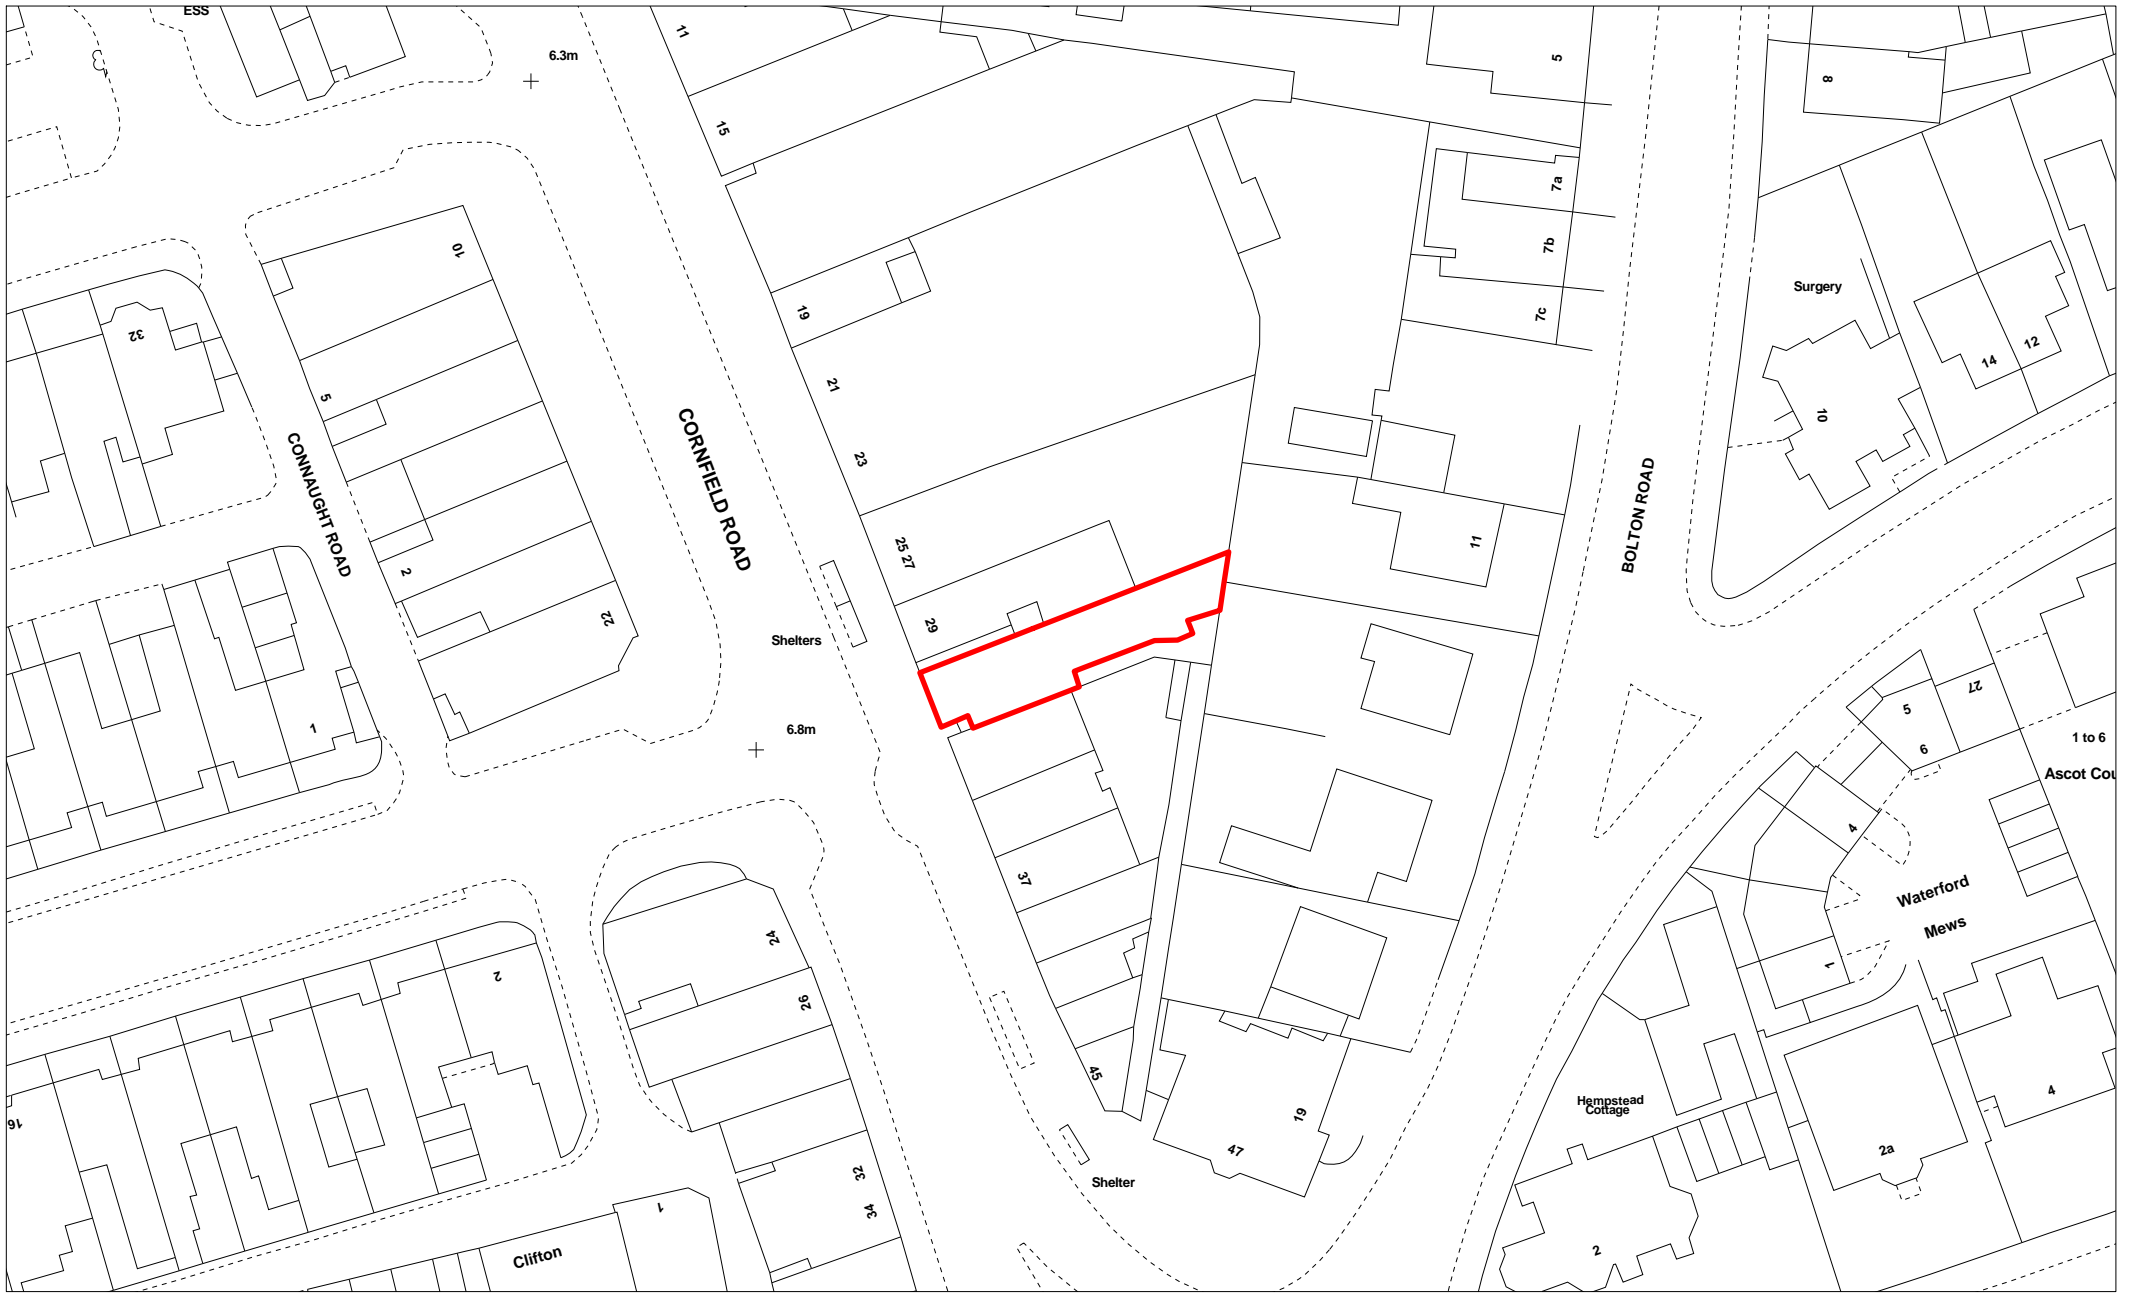 ESS
6.3m
11
5
8
15
7a
10
7b
32
Surgery
19
7c
14
12
21
5
10
CORNFIELD ROAD
CONNAUGHT ROAD
23
BOLTON ROAD
25 27
11
2
29
22
Shelters
27
5
1
6.8m
6
1 to 6
Ascot Cou
4
37
Waterford
Mews
24
1
2
26
45
Hempstead
Cottage
4
16
19
47
2a
32
Shelter
34
1
2
Clifton